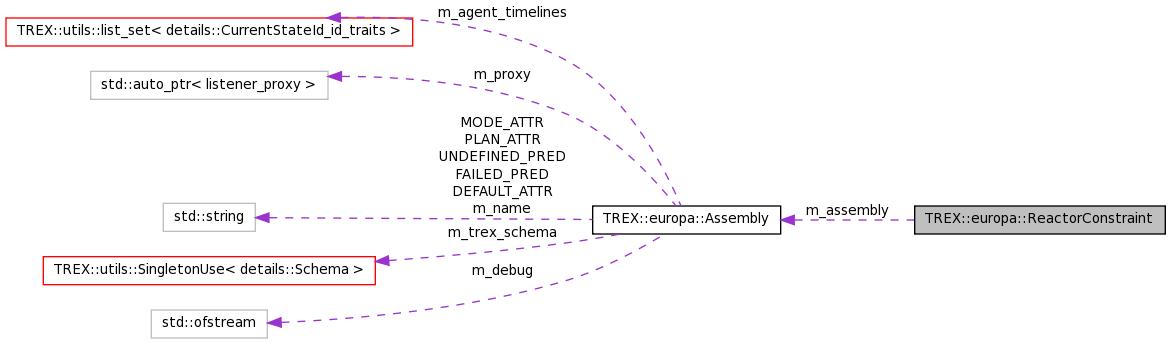 m_agent_timelines
TREX::utils::list_set< details::CurrentStateId_id_traits >
m_proxy
std::auto_ptr< listener_proxy >
MODE_ATTR
PLAN_ATTR
UNDEFINED_PRED
FAILED_PRED
DEFAULT_ATTR
m_name
std::string
TREX::europa::Assembly
m_assembly
TREX::europa::ReactorConstraint
m_trex_schema
TREX::utils::SingletonUse< details::Schema >
m_debug
std::ofstream